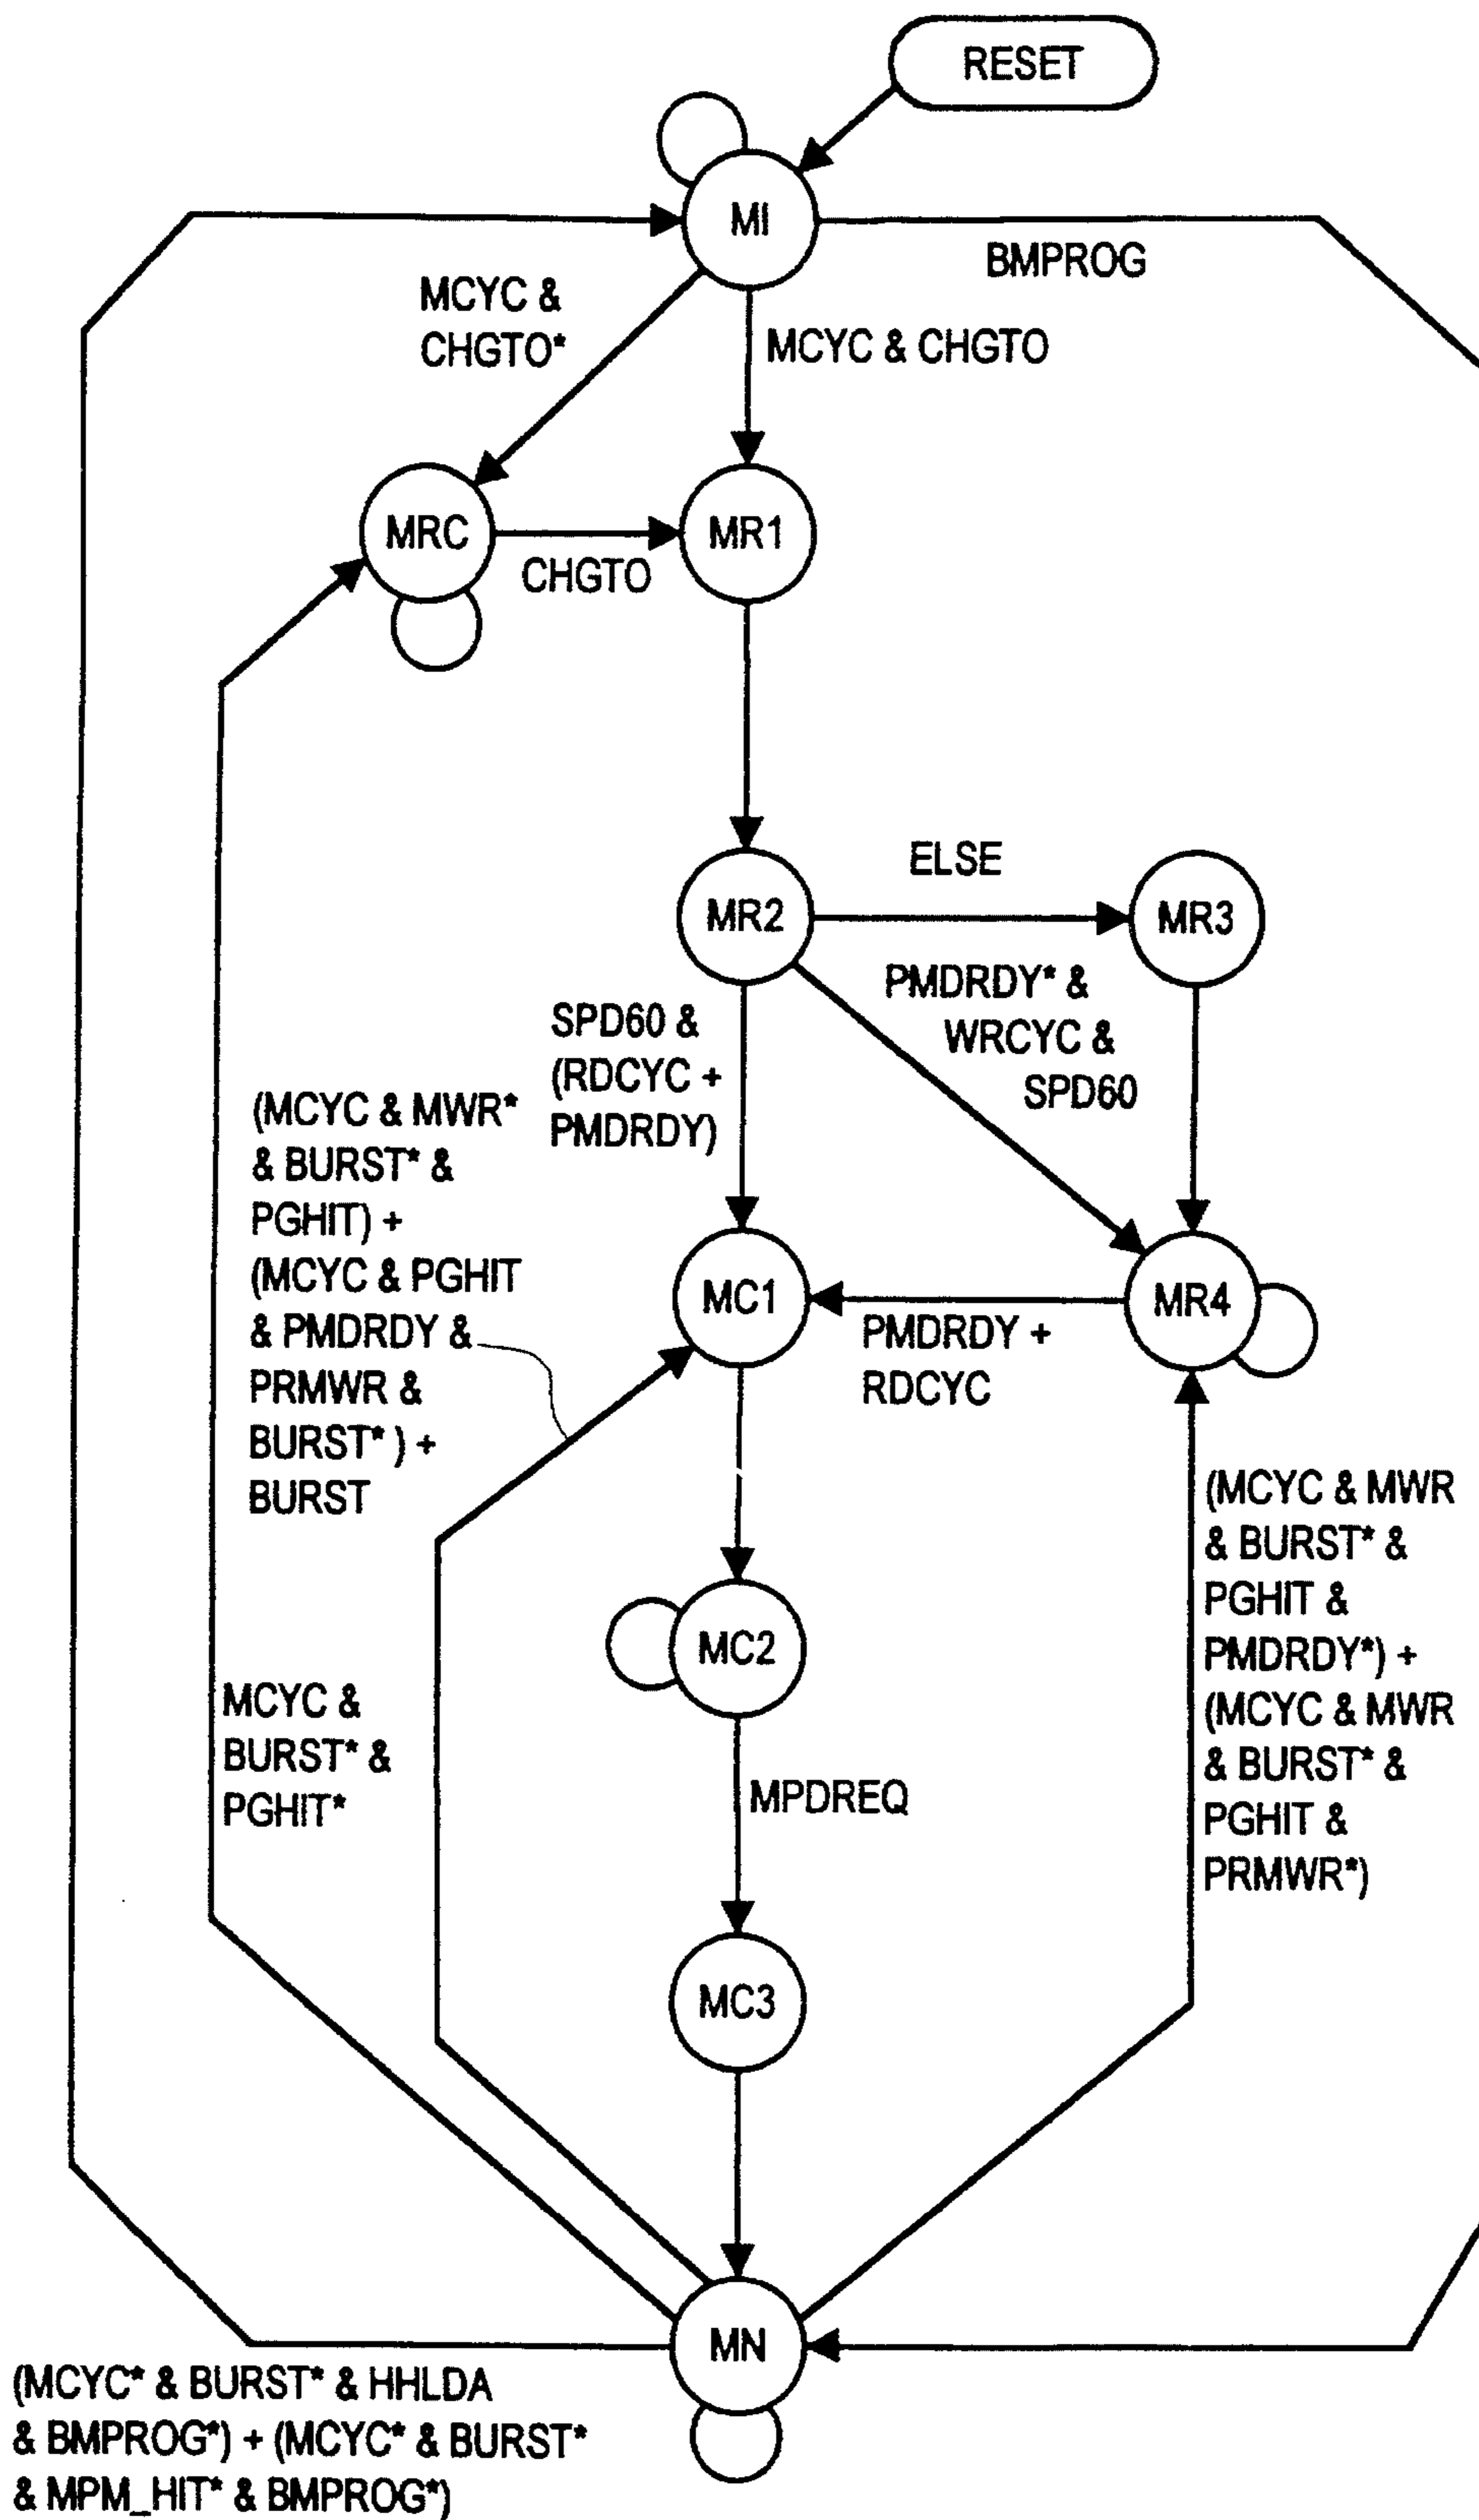 RESET
MI
BMPROG
MCYC &
CHGTO*
MCYC & CHGTO
MRC
MR1
CHGTO
ELSE
MR2
MR3
PMDRDY* &
WRCYC &
SPD60
SPD60 &
(RDCYC +
PMDRDY)
(MCYC & MWR*
& BURST* &
PGHIT) +
(MCYC & PGHIT
& PMDRDY &
PRMWR &
BURST*) +
BURST
MC1
MR4
PMDRDY +
RDCYC
(MCYC & MWR
& BURST* &
PGHIT &
PMDRDY*) +
(MCYC & MWR
& BURST* &
PGHIT &
PRMWR*)
MC2
MCYC &
BURST* &
PGHIT*
MPDREQ
MC3
MN
(MCYC* & BURST* & HHLDA
& BMPROG*) + (MCYC* & BURST*
& MPM_HIT* & BMPROG*)